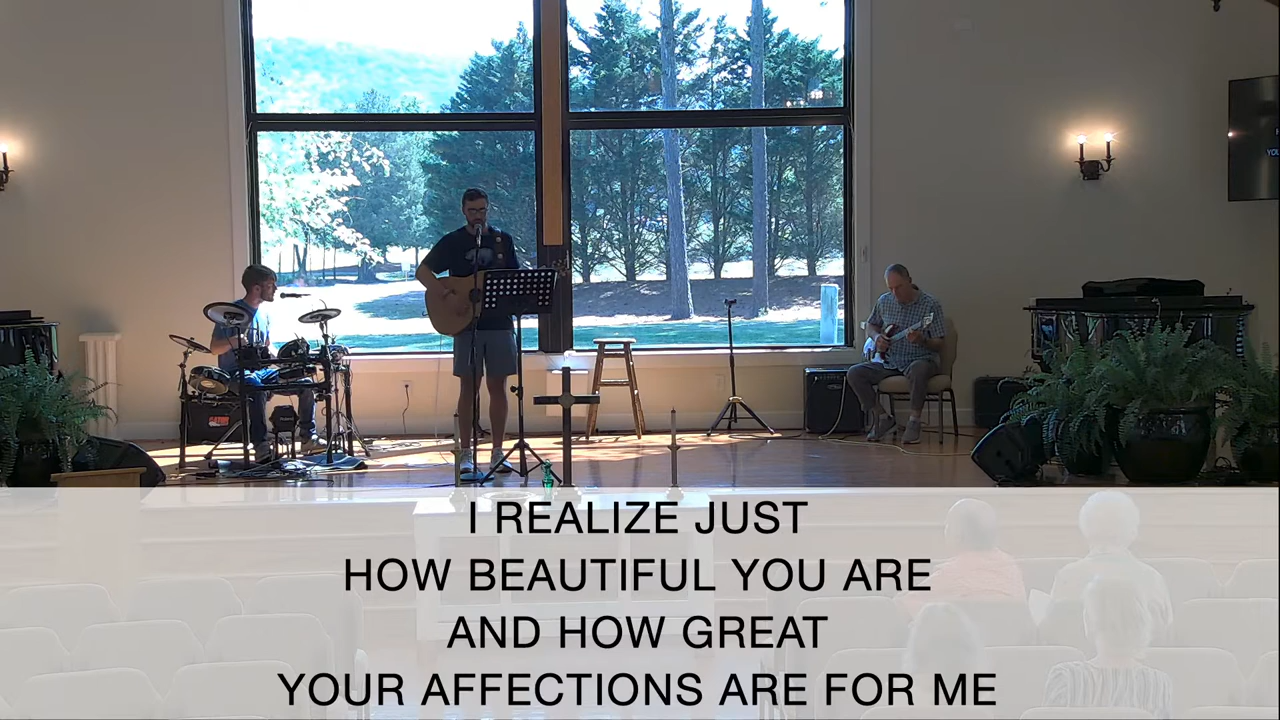 I REALIZE JUST
HOW BEAUTIFUL YOU ARE
AND HOW GREAT
YOUR AFFECTIONS ARE FOR ME